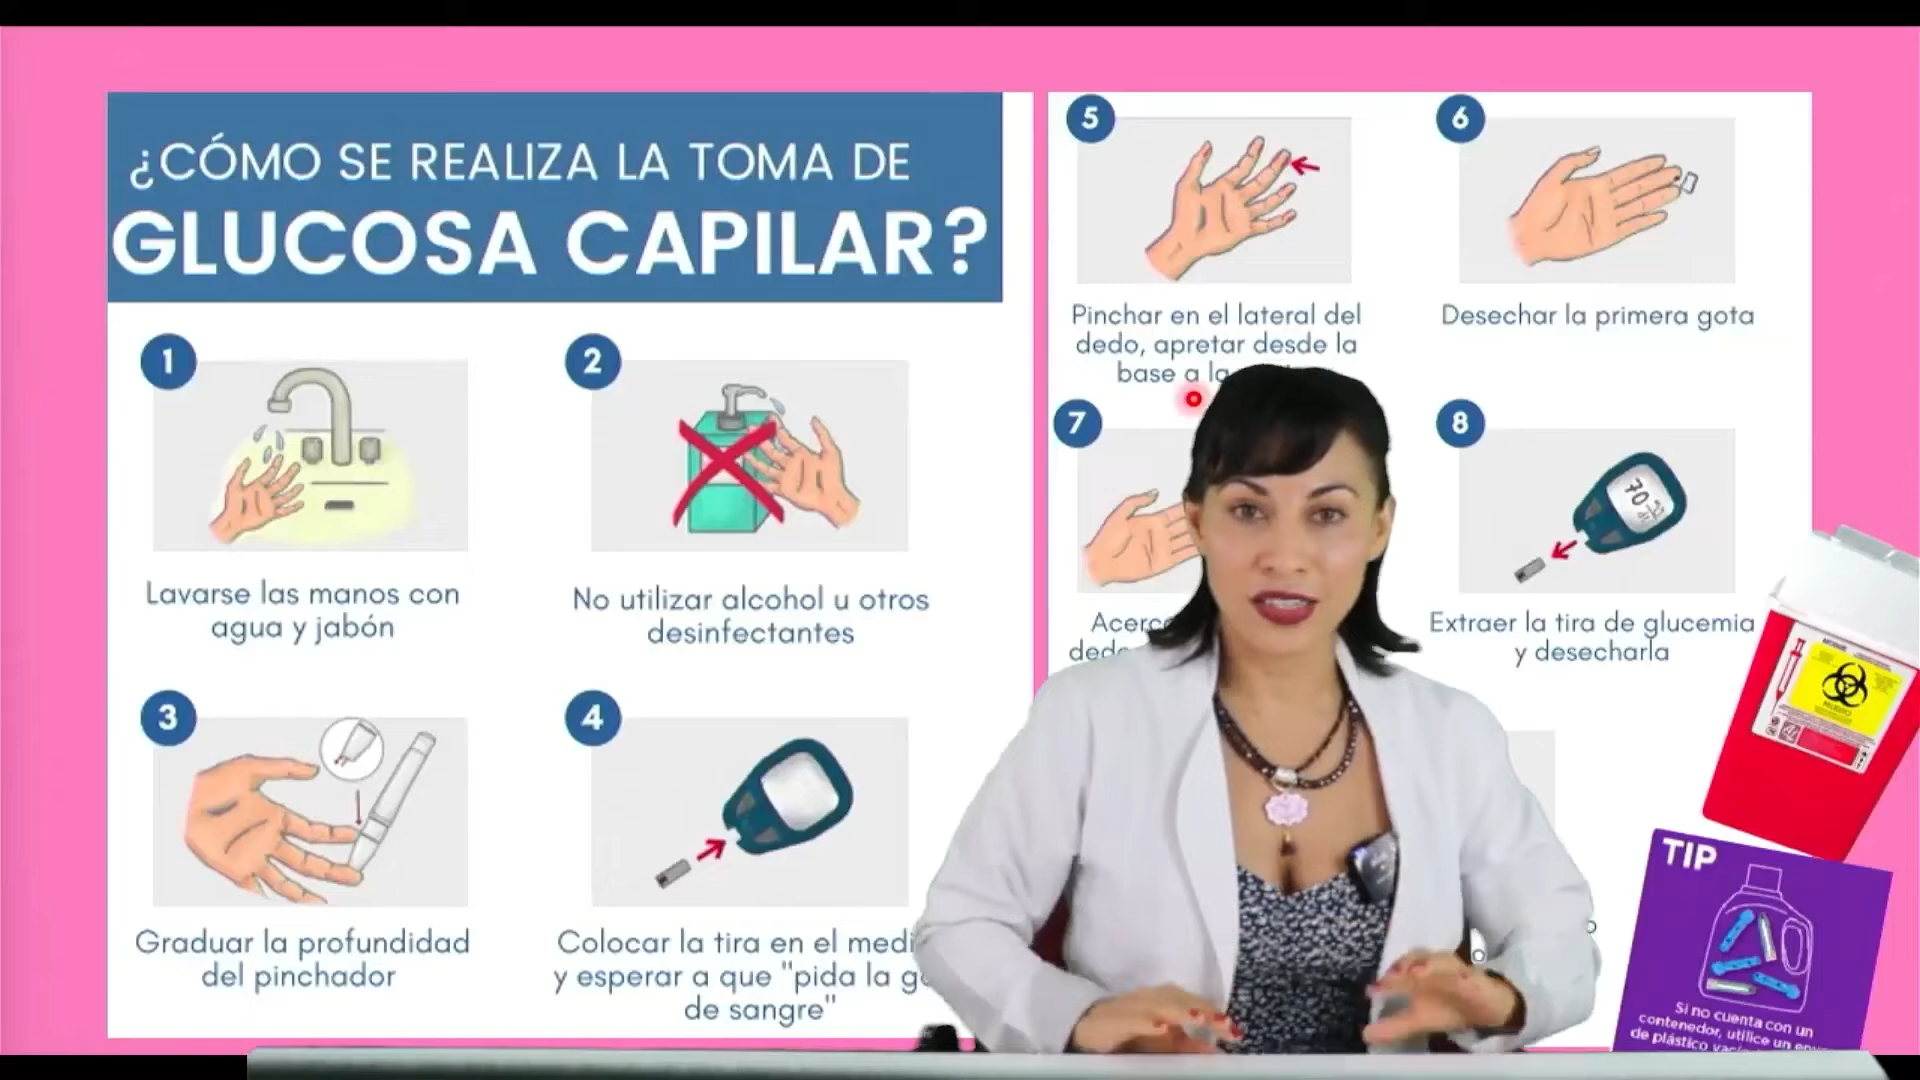 ¿CÓMO SE REALIZA LA TOMA DE
GLUCOSA CAPILAR?
1
Lavarse las manos con
agua y jabón
2
No utilizar alcohol u otros
desinfectantes
3
Graduar la profundidad
del pinchador
4
Colocar la tira en el medi
y esperar a que "pida la g
de sangre"
5
Pinchar en el lateral del
dedo, apretar desde la
base a la
6
Desechar la primera gota
7
8
70
Extraer la tira de glucemia
y desecharla
TIP
Si no cuenta con un
contenedor, utilice un
de plástico